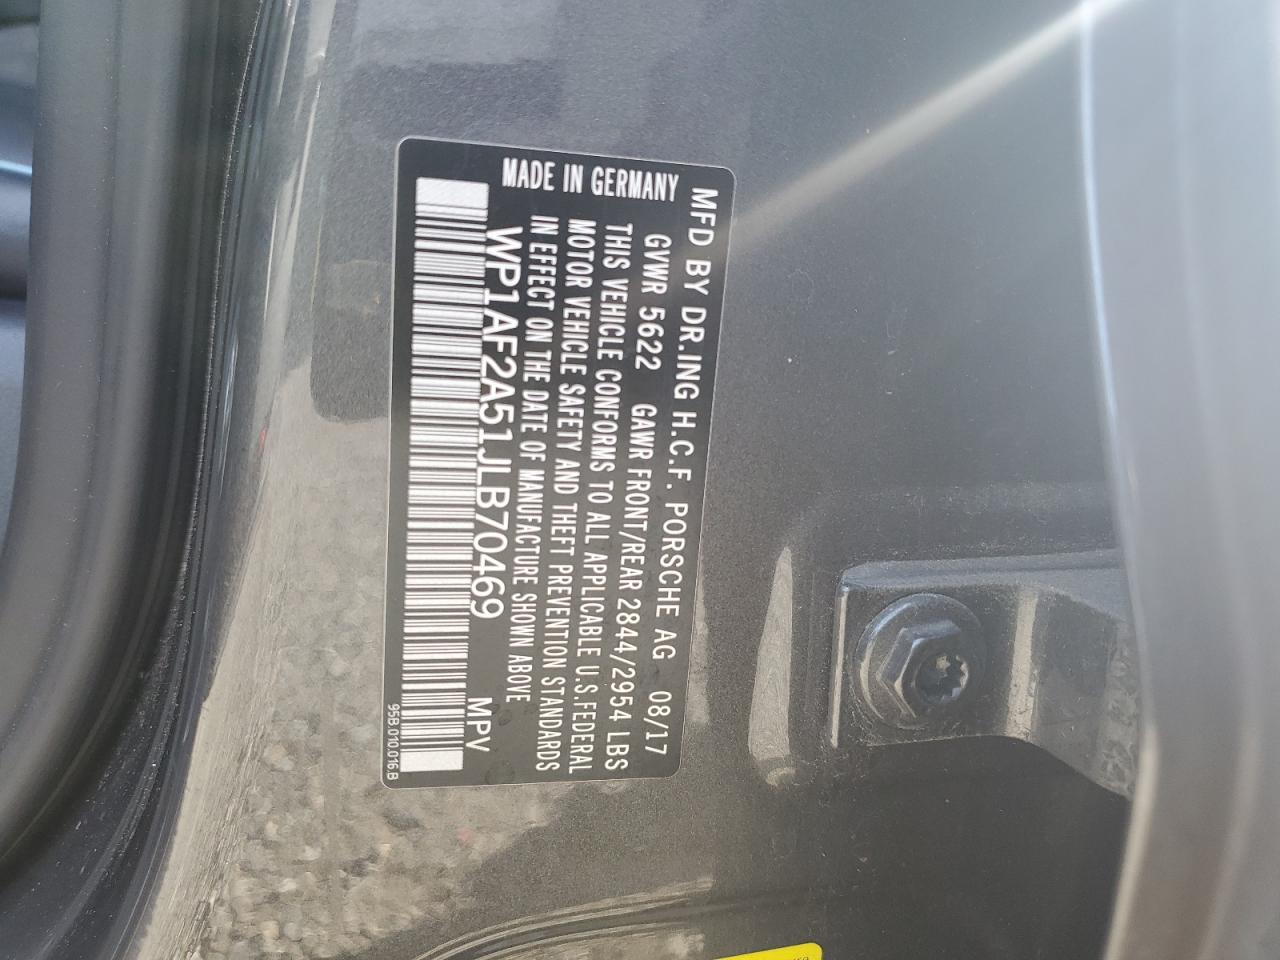 MFD BY DR.ING H.C.F. PORSCHE AG 08/17
GVWR 5622 GAWR FRONT/REAR 2844/2954 LBS
THIS VEHICLE CONFORMS TO ALL APPLICABLE U.S.FEDERAL
MOTOR VEHICLE SAFETY AND THEFT PREVENTION STANDARDS
IN EFFECT ON THE DATE OF MANUFACTURE SHOWN ABOVE
MADE IN GERMANY
WP1AF2A51JLB70469 MPV
95B.010.016.B